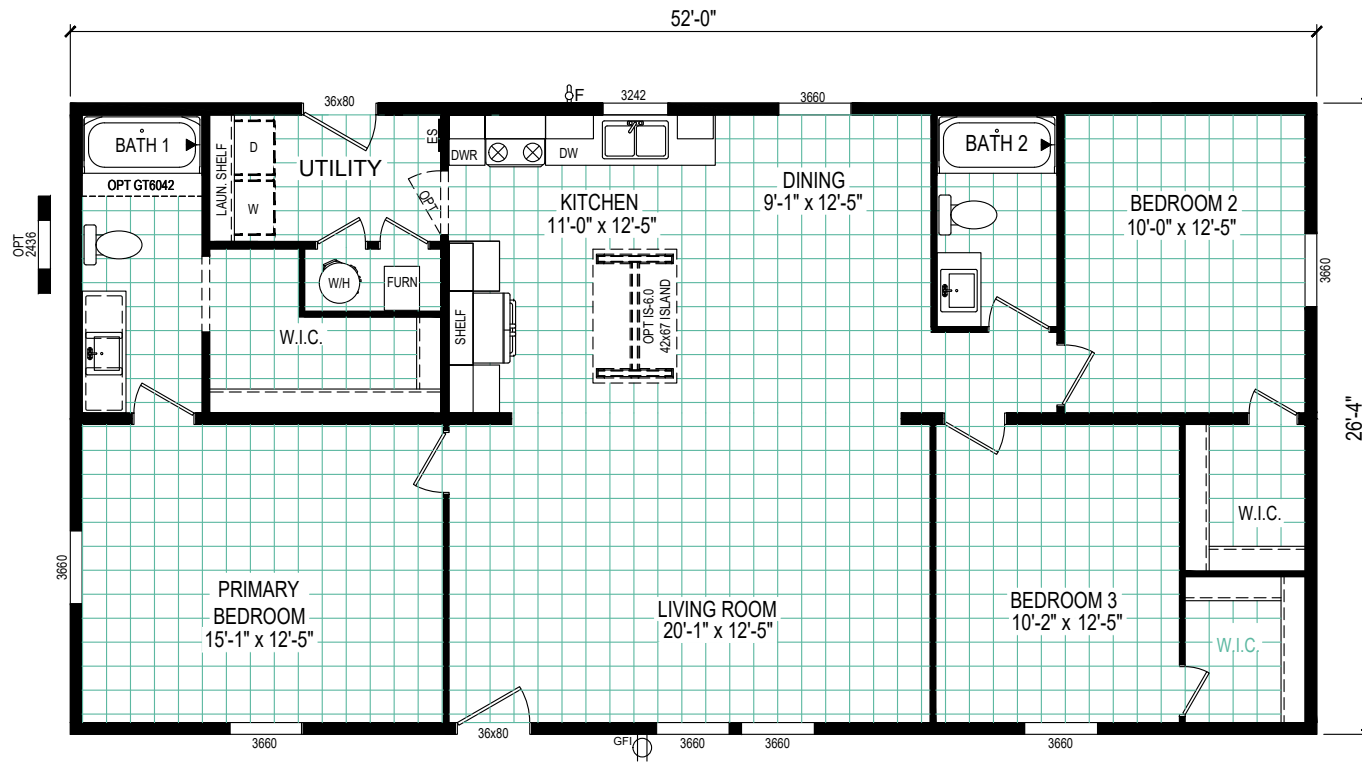 52'-0"
36x80
F
3242
3660
BATH 1
OPT GT6042
LAUN. SHELF
D
W
UTILITY
ES
OPT
DWR
DW
KITCHEN
11'-0" x 12'-5"
DINING
9'-1" x 12'-5"
BATH 2
BEDROOM 2
10'-0" x 12'-5"
OPT
2436
3660
W/H
FURN
SHELF
W.I.C.
OPT IS-6.0
42x67 ISLAND
26'-4"
3660
PRIMARY
BEDROOM
15'-1" x 12'-5"
LIVING ROOM
20'-1" x 12'-5"
BEDROOM 3
10'-2" x 12'-5"
W.I.C.
W.I.C.
3660
36x80
GFI
3660
3660
3660